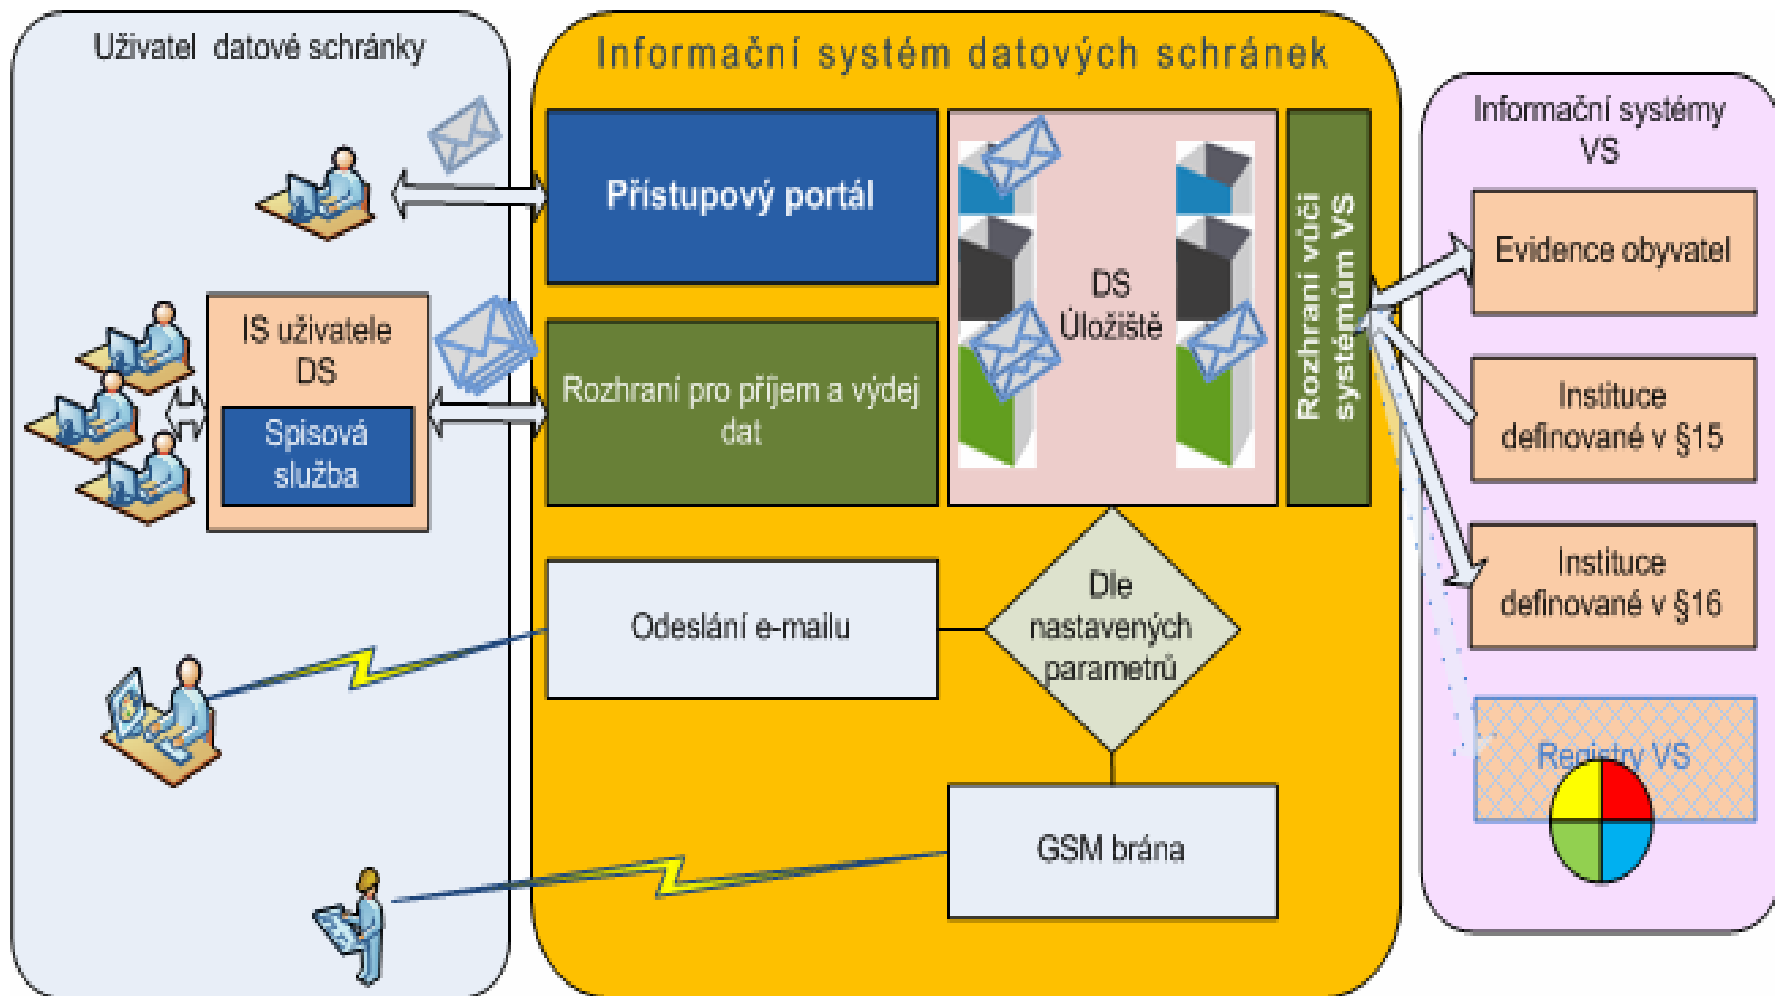 Uživatel datové schránky
IS uživatele
DS
Spisová
služba
Informační systém datových schránek
Přístupový portál
Rozhraní pro příjem a výdej
dat
DS
Úložiště
Rozhraní vůči
systémům VS
Odeslání e-mailu
Dle
nastavených
parametrů
GSM brána
Informační systémy
VS
Evidence obyvatel
Instituce
definované v §15
Instituce
definované v §16
Registry VS